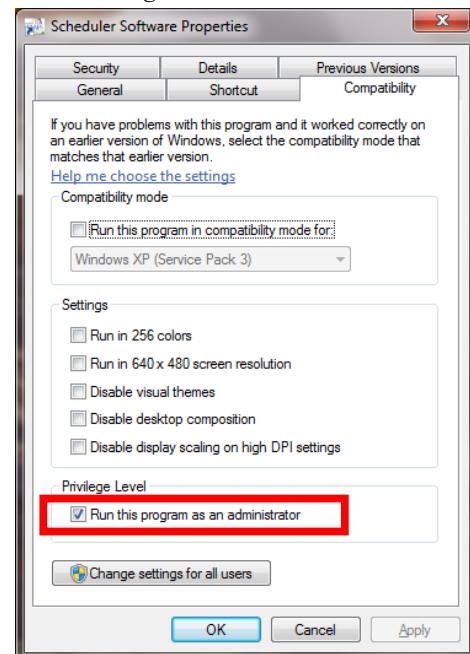 Scheduler Software Properties
Security Details Previous Versions
General Shortcut Compatibility
If you have problems with this program and it worked correctly on
an earlier version of Windows, select the compatibility mode that
matches that earlier version.
Help me choose the settings
Compatibility mode
Run this program in compatibility mode for:
Windows XP (Service Pack 3)
Settings
Run in 256 colors
Run in 640 x 480 screen resolution
Disable visual themes
Disable desktop composition
Disable display scaling on high DPI settings
Privilege Level
Run this program as an administrator
Change settings for all users
OK Cancel Apply